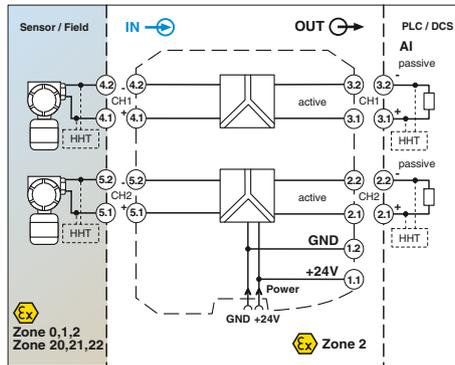 Sensor / Field
IN
OUT
PLC / DCS
AI
passive
4.2 - 4.2
CH1
4.1 + 4.1
HHT
active
3.2 3.2 -
CH1
3.1 3.1 +
HHT
passive
5.2 - 5.2
CH2
5.1 + 5.1
HHT
active
2.2 2.2 -
CH2
2.1 2.1 +
HHT
GND 1.2
+24V 1.1
Power
GND +24V
Ex
Zone 0,1,2
Zone 20,21,22
Ex Zone 2